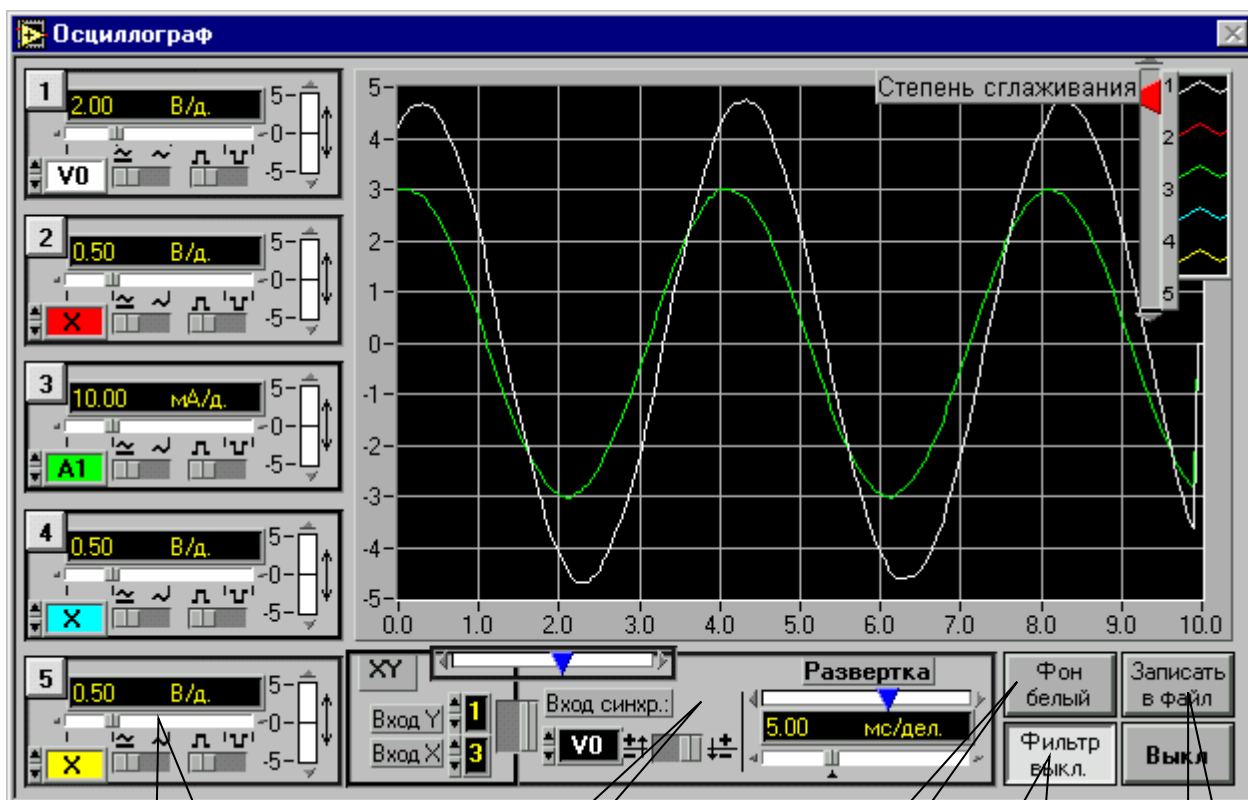 Осциллограф
1
2.00 В/д.
5
0
-5
V0
2
0.50 В/д.
5
0
-5
X
3
10.00 мА/д.
5
0
-5
A1
4
0.50 В/д.
5
0
-5
X
5
0.50 В/д.
5
0
-5
X
Степень сглаживания
1
2
3
4
5
5
4
3
2
1
0
-1
-2
-3
-4
-5
0.0 1.0 2.0 3.0 4.0 5.0 6.0 7.0 8.0 9.0 10.0
XY
Вход Y 1
Вход X 3
Вход синхр.:
V0
Развертка
5.00 мс/дел.
Фон
белый
Записать
в файл
Фильтр
выкл.
Выкл